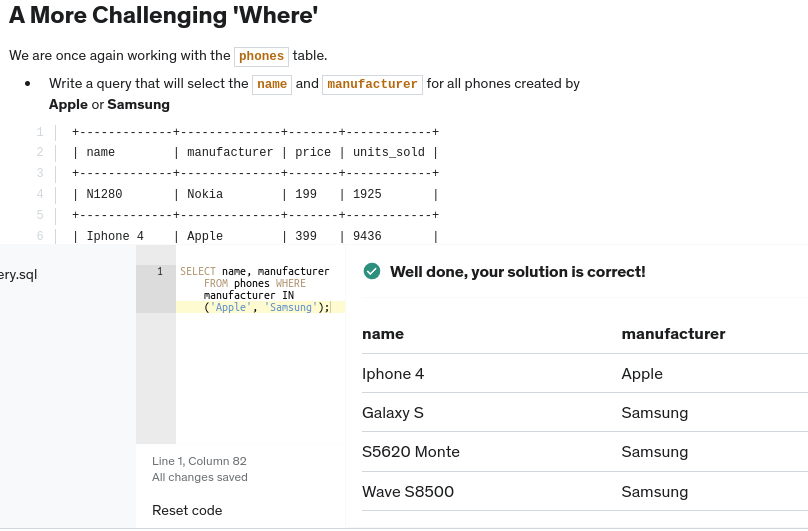 A More Challenging 'Where'
We are once again working with the phones table.
• Write a query that will select the name and manufacturer for all phones created by
Apple or Samsung
1 +-------------+--------------+-------+-----------+
2 | name        | manufacturer | price | units_sold |
3 +-------------+--------------+-------+-----------+
4 | N1280       | Nokia        | 199   | 1925       |
5 +-------------+--------------+-------+-----------+
6 | Iphone 4    | Apple        | 399   | 9436       |
ery.sql
1 SELECT name, manufacturer
FROM phones WHERE
manufacturer IN
('Apple', 'Samsung');
Line 1, Column 82
All changes saved
Reset code
Well done, your solution is correct!
name manufacturer
Iphone 4 Apple
Galaxy S Samsung
S5620 Monte Samsung
Wave S8500 Samsung